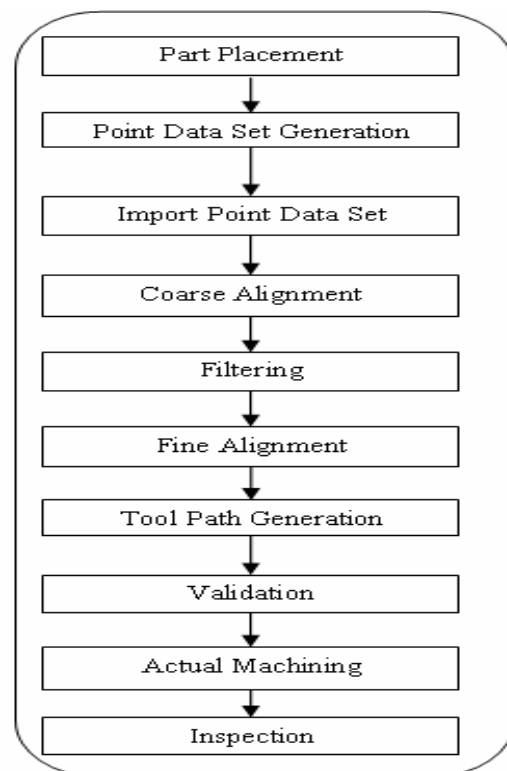 Part Placement
Point Data Set Generation
Import Point Data Set
Coarse Alignment
Filtering
Fine Alignment
Tool Path Generation
Validation
Actual Machining
Inspection